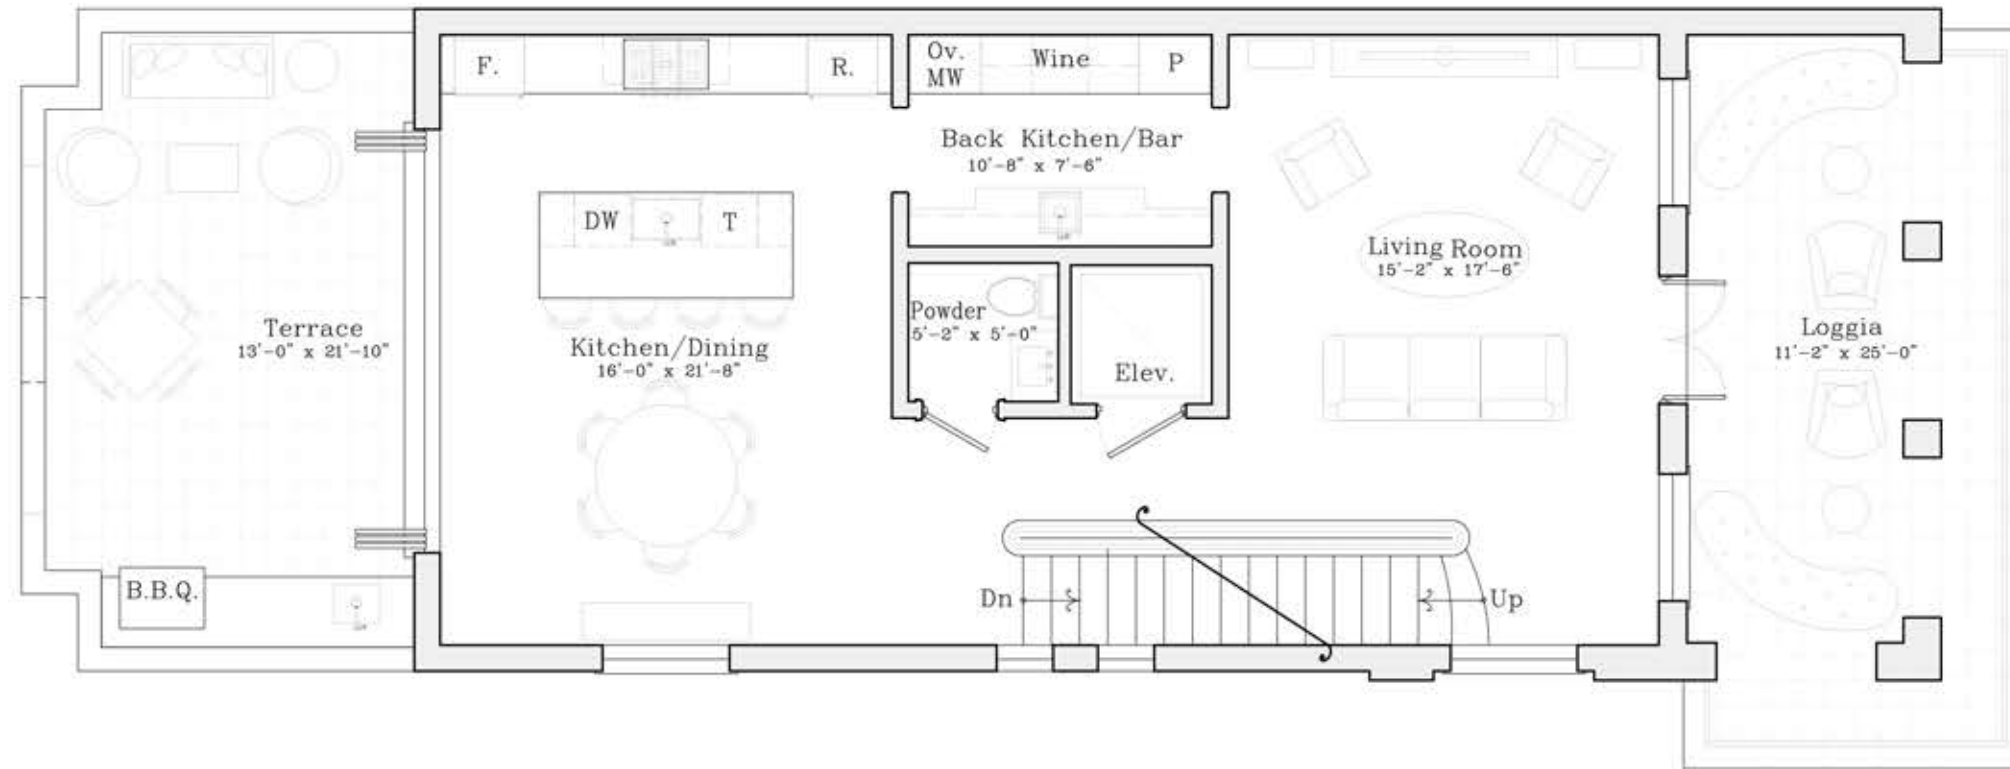 F.
R.
Ov.
MW
Wine
P
Back Kitchen/Bar
10'-8" x 7'-6"
DW
T
Living Room
15'-2" x 17'-6"
Powder
5'-2" x 5'-0"
Terrace
13'-0" x 21'-10"
Loggia
11'-2" x 25'-0"
Kitchen/Dining
16'-0" x 21'-8"
Elev.
B.B.Q.
Dn
Up